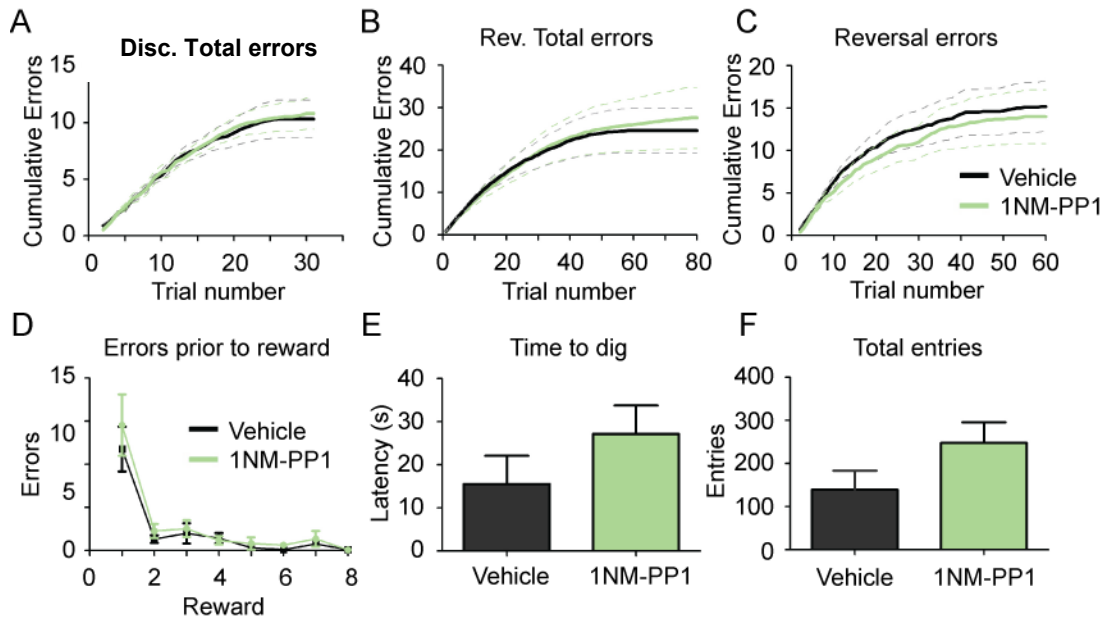 A
Disc. Total errors
Cumulative Errors
15
10
5
0
0 10 20 30
Trial number
B
Rev. Total errors
Cumulative Errors
40
30
20
10
0
0 20 40 60 80
Trial number
C
Reversal errors
Cumulative Errors
20
15
10
5
0
Vehicle
1NM-PP1
0 10 20 30 40 50 60
Trial number
D
Errors prior to reward
Errors
15
10
5
0
Vehicle
1NM-PP1
0 2 4 6 8
Reward
E
Time to dig
Latency (s)
40
30
20
10
0
Vehicle 1NM-PP1
F
Total entries
Entries
400
300
200
100
0
Vehicle 1NM-PP1